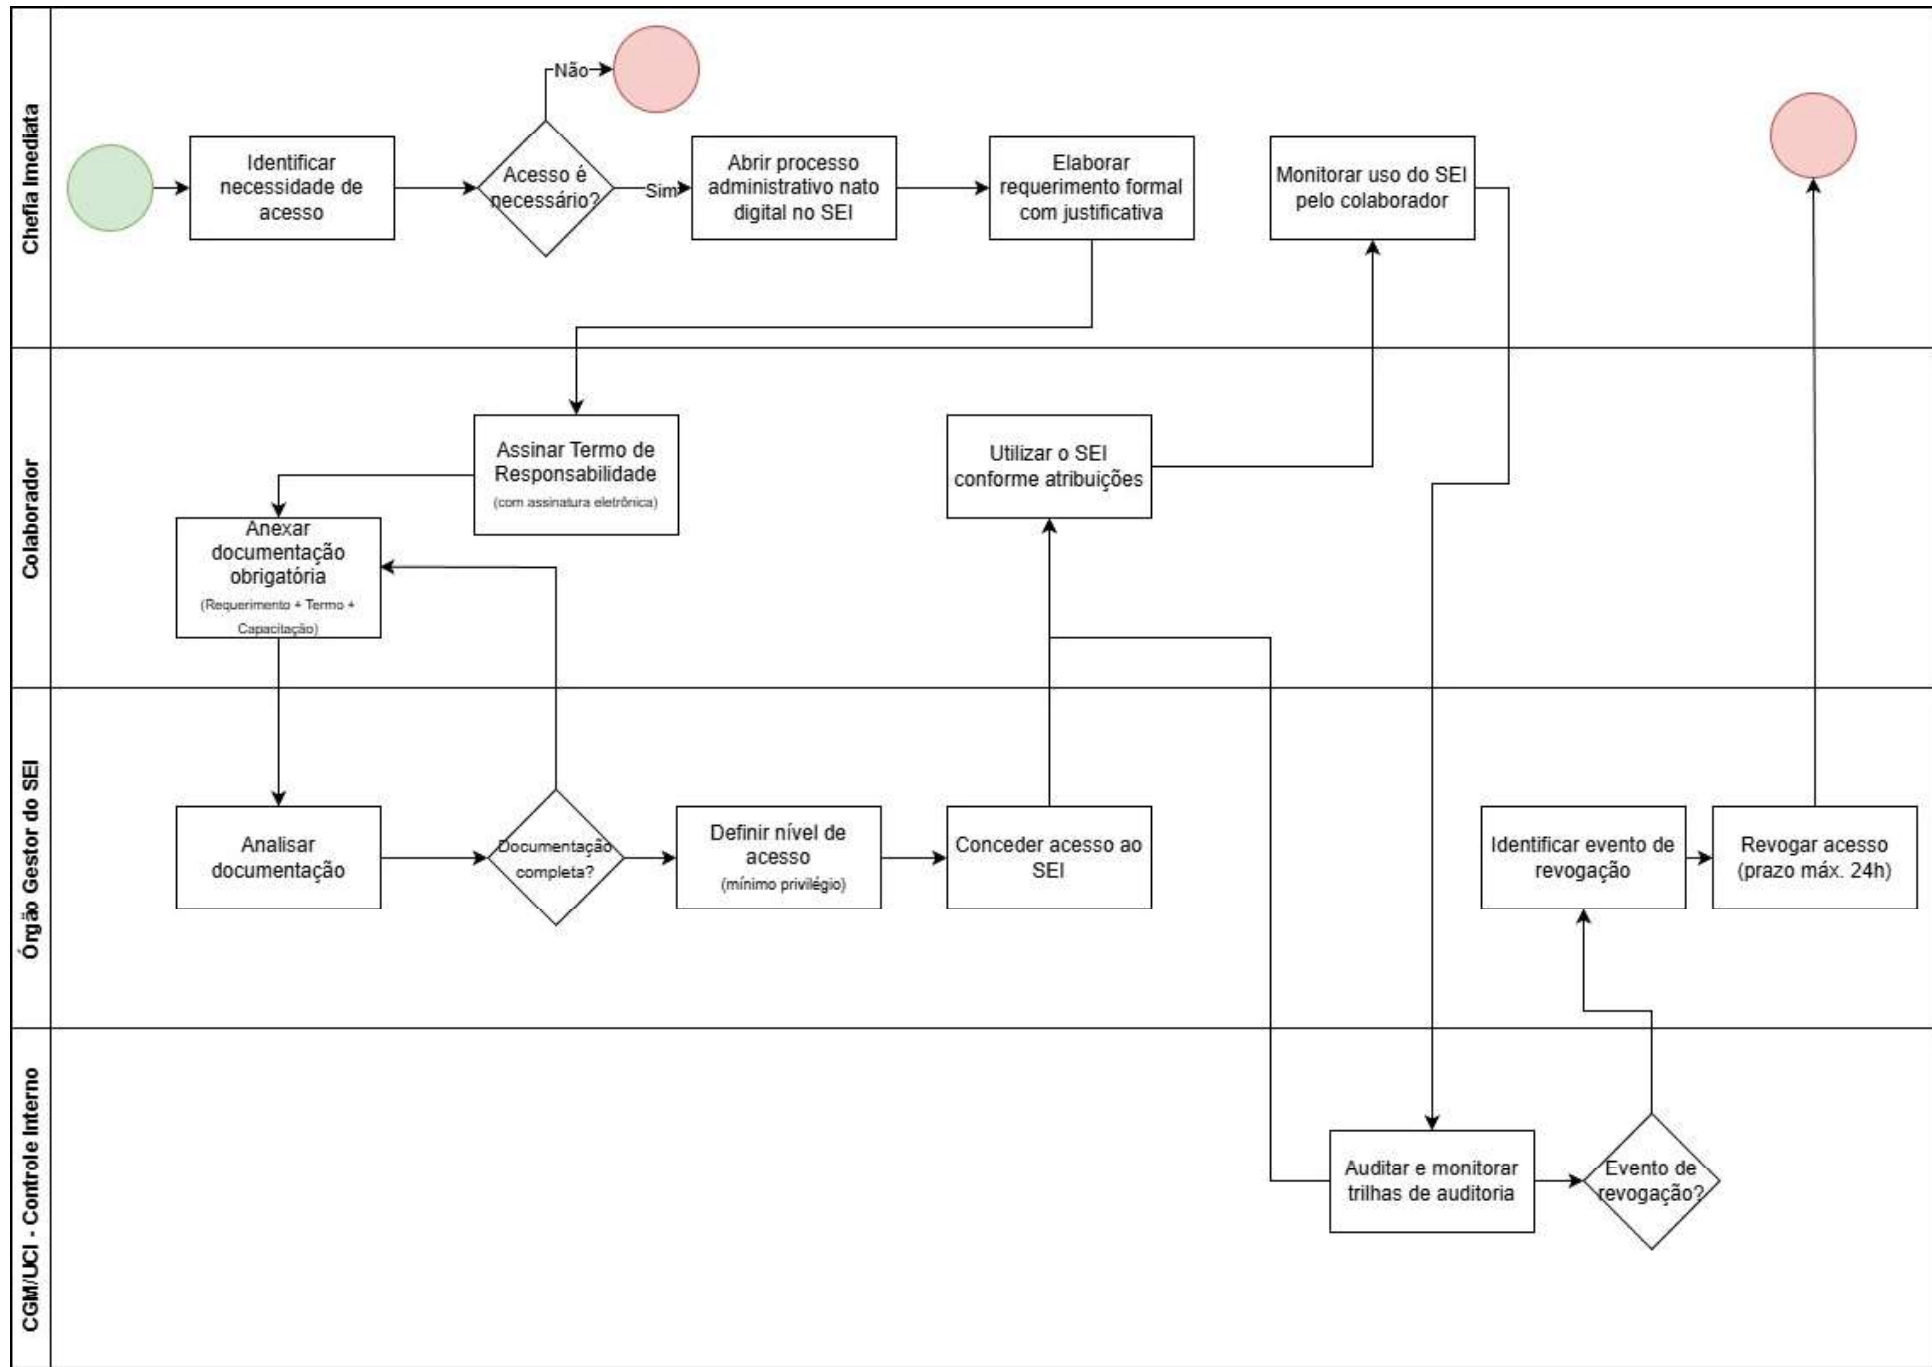 Chefia Imediata
Não
Identificar
necessidade de
acesso
Acesso é
necessário?
Sim
Abrir processo
administrativo nato
digital no SEI
Elaborar
requerimento formal
com justificativa
Monitorar uso do SEI
pelo colaborador
Colaborador
Assinar Termo de
Responsabilidade
(com assinatura eletrônica)
Anexar
documentação
obrigatória
(Requerimento + Termo +
Capacitação)
Utilizar o SEI
conforme atribuições
Órgão Gestor do SEI
Analisar
documentação
Documentação
completa?
Definir nível de
acesso
(mínimo privilégio)
Conceder acesso ao
SEI
Identificar evento de
revogação
Revogar acesso
(prazo máx. 24h)
CGM/UCI - Controle Interno
Auditar e monitorar
trilhas de auditoria
Evento de
revogação?